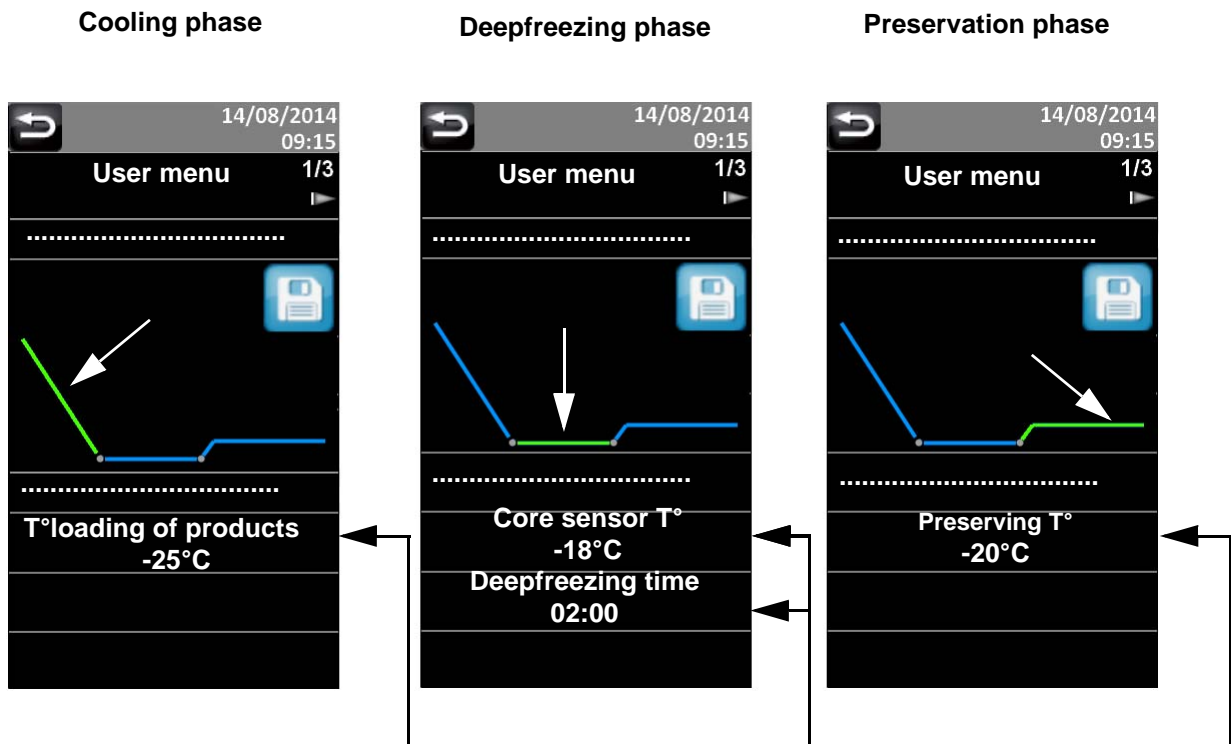 Cooling phase
Deepfreezing phase
Preservation phase
14/08/2014
09:15
User menu 1/3
..................................
..................................
T°loading of products
-25°C
14/08/2014
09:15
User menu 1/3
..................................
..................................
Core sensor T°
-18°C
Deepfreezing time
02:00
14/08/2014
09:15
User menu 1/3
..................................
..................................
Preserving T°
-20°C